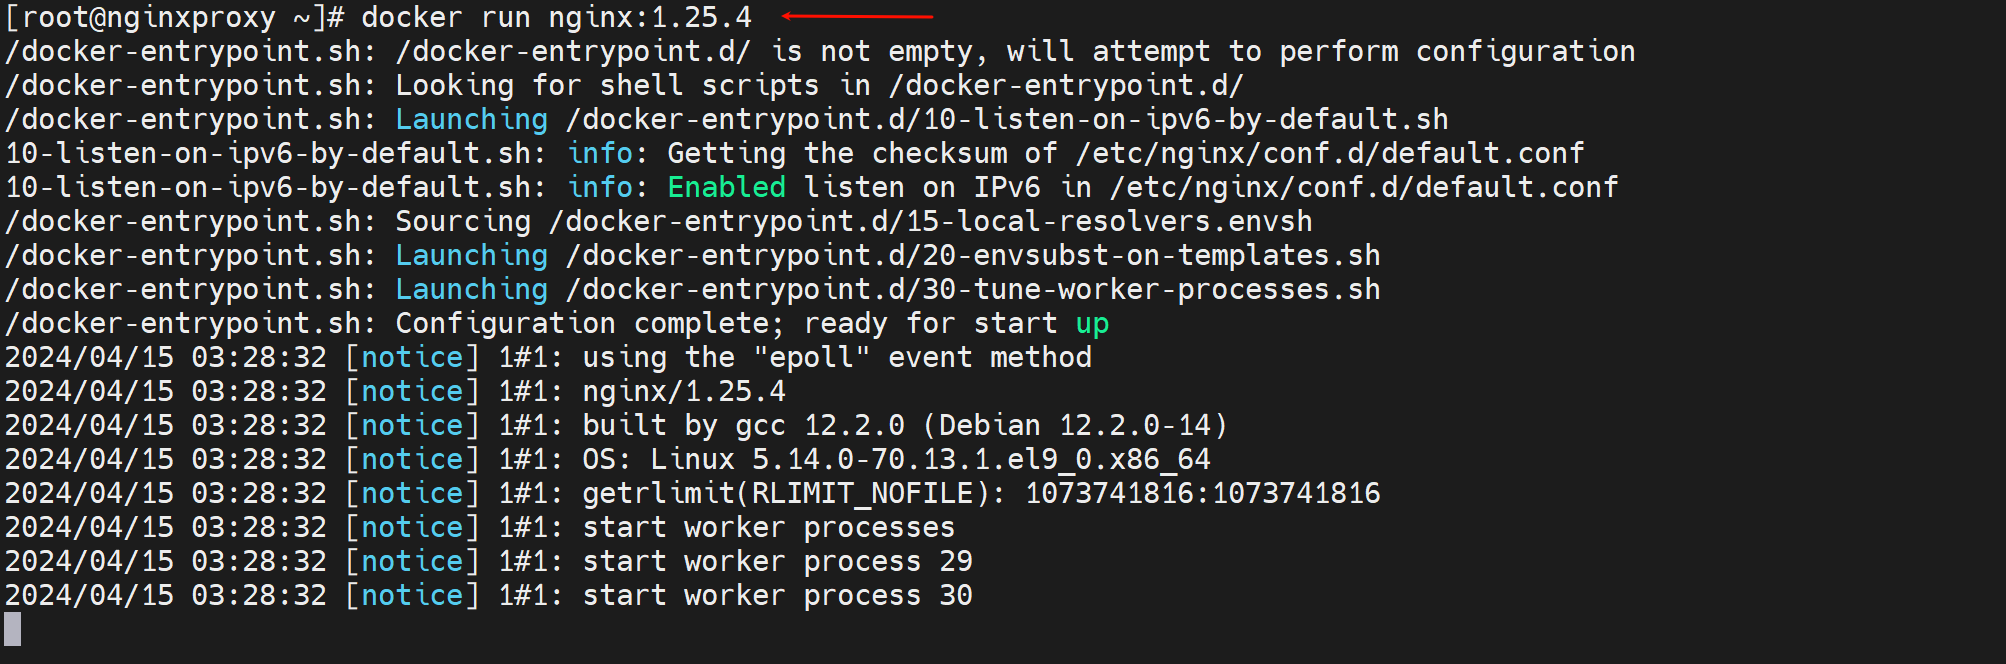 [root@nginxproxy ~]# docker run nginx:1.25.4
/docker-entrypoint.sh: /docker-entrypoint.d/ is not empty, will attempt to perform configuration
/docker-entrypoint.sh: Looking for shell scripts in /docker-entrypoint.d/
/docker-entrypoint.sh: Launching /docker-entrypoint.d/10-listen-on-ipv6-by-default.sh
10-listen-on-ipv6-by-default.sh: info: Getting the checksum of /etc/nginx/conf.d/default.conf
10-listen-on-ipv6-by-default.sh: info: Enabled listen on IPv6 in /etc/nginx/conf.d/default.conf
/docker-entrypoint.sh: Sourcing /docker-entrypoint.d/15-local-resolvers.envsh
/docker-entrypoint.sh: Launching /docker-entrypoint.d/20-envsubst-on-templates.sh
/docker-entrypoint.sh: Launching /docker-entrypoint.d/30-tune-worker-processes.sh
/docker-entrypoint.sh: Configuration complete; ready for start up
2024/04/15 03:28:32 [notice] 1#1: using the "epoll" event method
2024/04/15 03:28:32 [notice] 1#1: nginx/1.25.4
2024/04/15 03:28:32 [notice] 1#1: built by gcc 12.2.0 (Debian 12.2.0-14)
2024/04/15 03:28:32 [notice] 1#1: OS: Linux 5.14.0-70.13.1.el9_0.x86_64
2024/04/15 03:28:32 [notice] 1#1: getrlimit(RLIMIT_NOFILE): 1073741816:1073741816
2024/04/15 03:28:32 [notice] 1#1: start worker processes
2024/04/15 03:28:32 [notice] 1#1: start worker process 29
2024/04/15 03:28:32 [notice] 1#1: start worker process 30